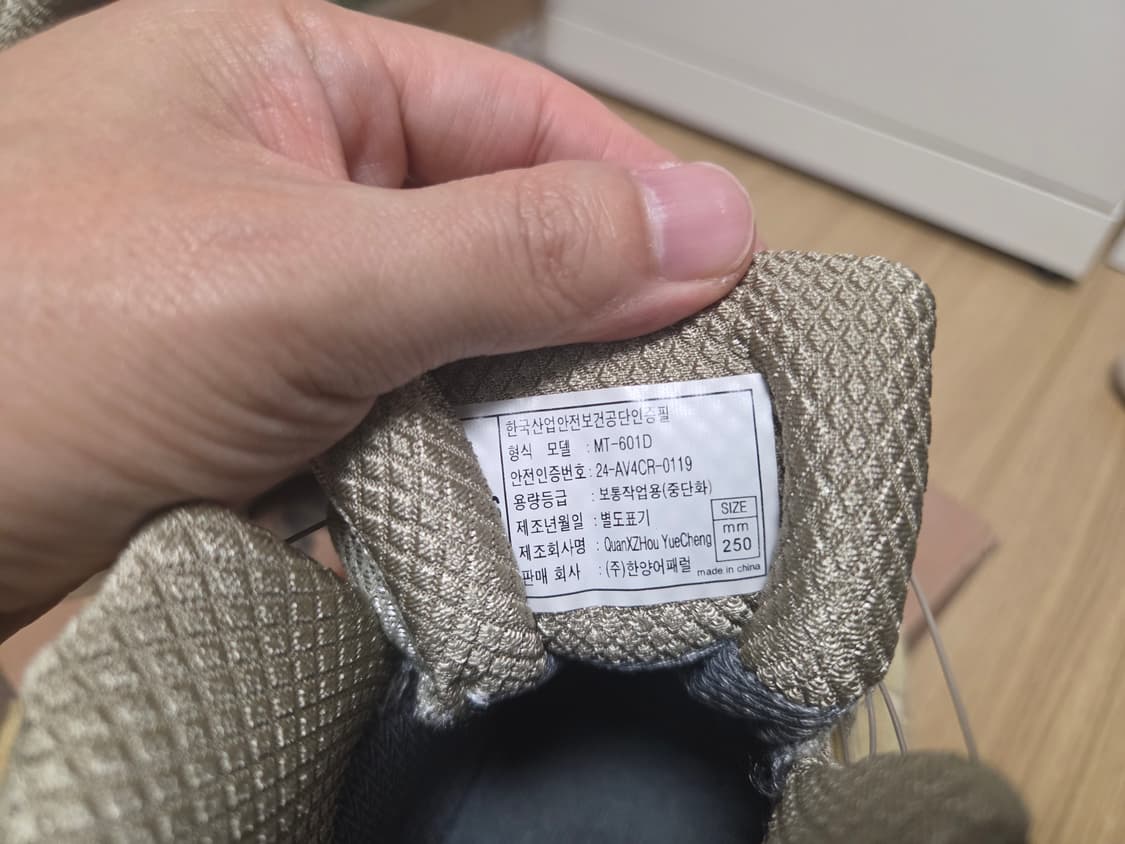 한국산업안전보건공단인증필
형식 모델 : MT-601D
안전인증번호 : 24-AV4CR-0119
용량등급 : 보통작업용(중단화)
제조년월일 : 별도표기
제조회사명 : QuanXZHou YueCheng
판매 회사 : (주)한양어패럴
SIZE
mm
250
made in china